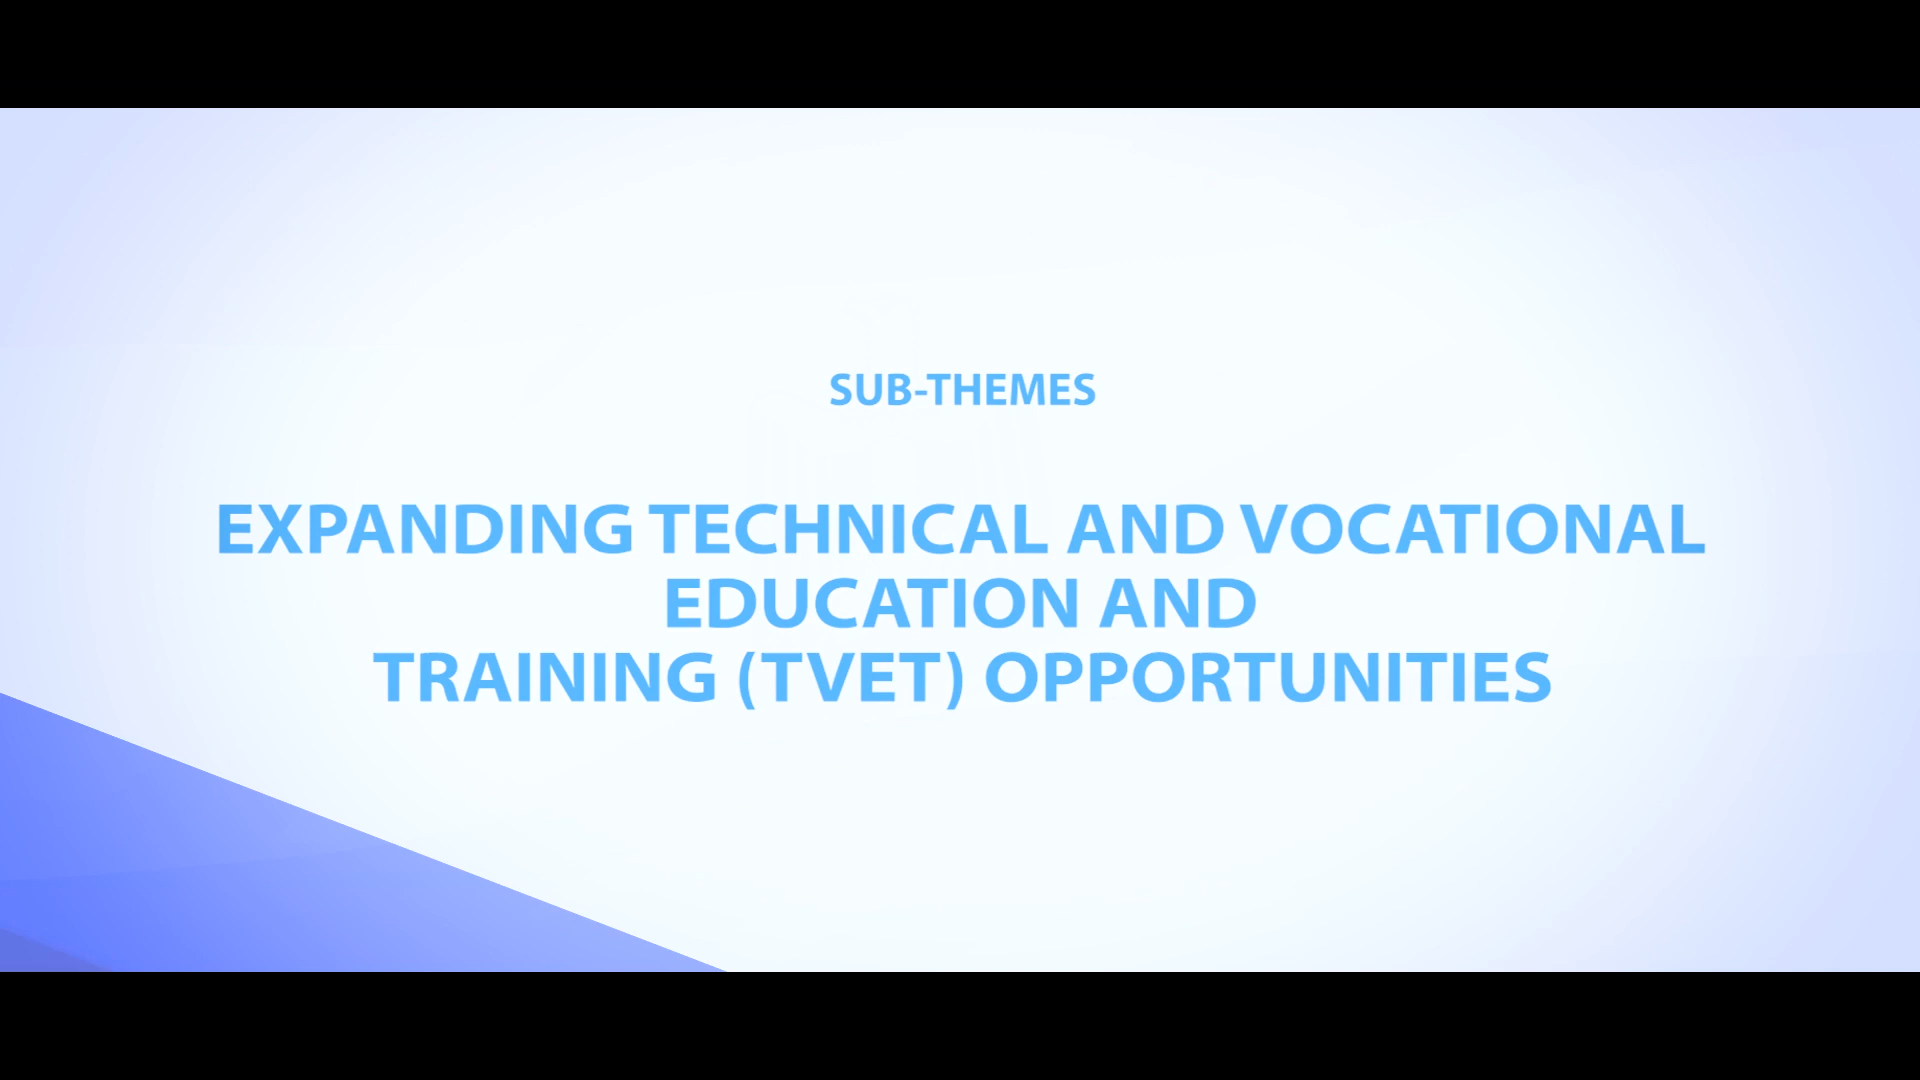 SUB-THEMES
EXPANDING TECHNICAL AND VOCATIONAL
EDUCATION AND
TRAINING (TVET) OPPORTUNITIES